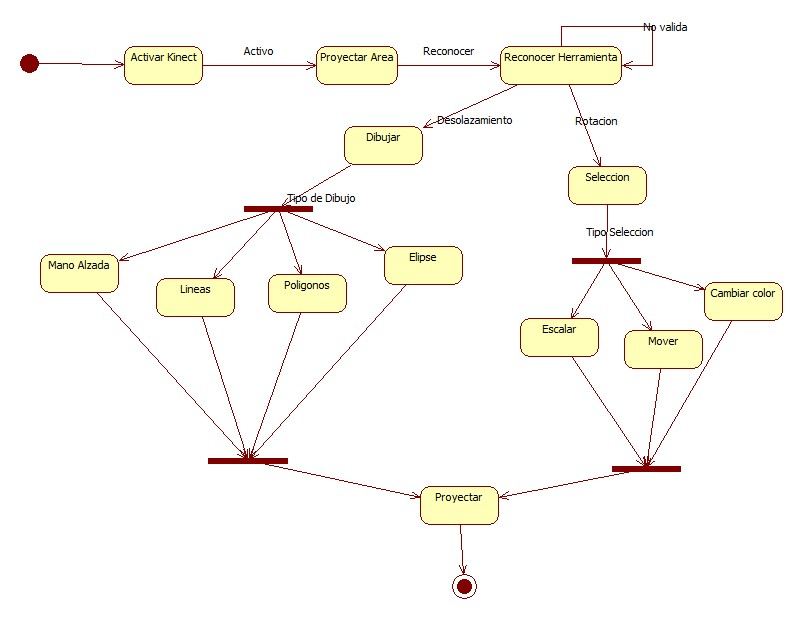 No valida
Activar Kinect
Activo
Proyectar Area
Reconocer
Reconocer Herramienta
Desolazamiento
Rotacion
Dibujar
Seleccion
Tipo de Dibujo
Tipo Seleccion
Mano Alzada
Lineas
Poligonos
Elipse
Escalar
Mover
Cambiar color
Proyectar